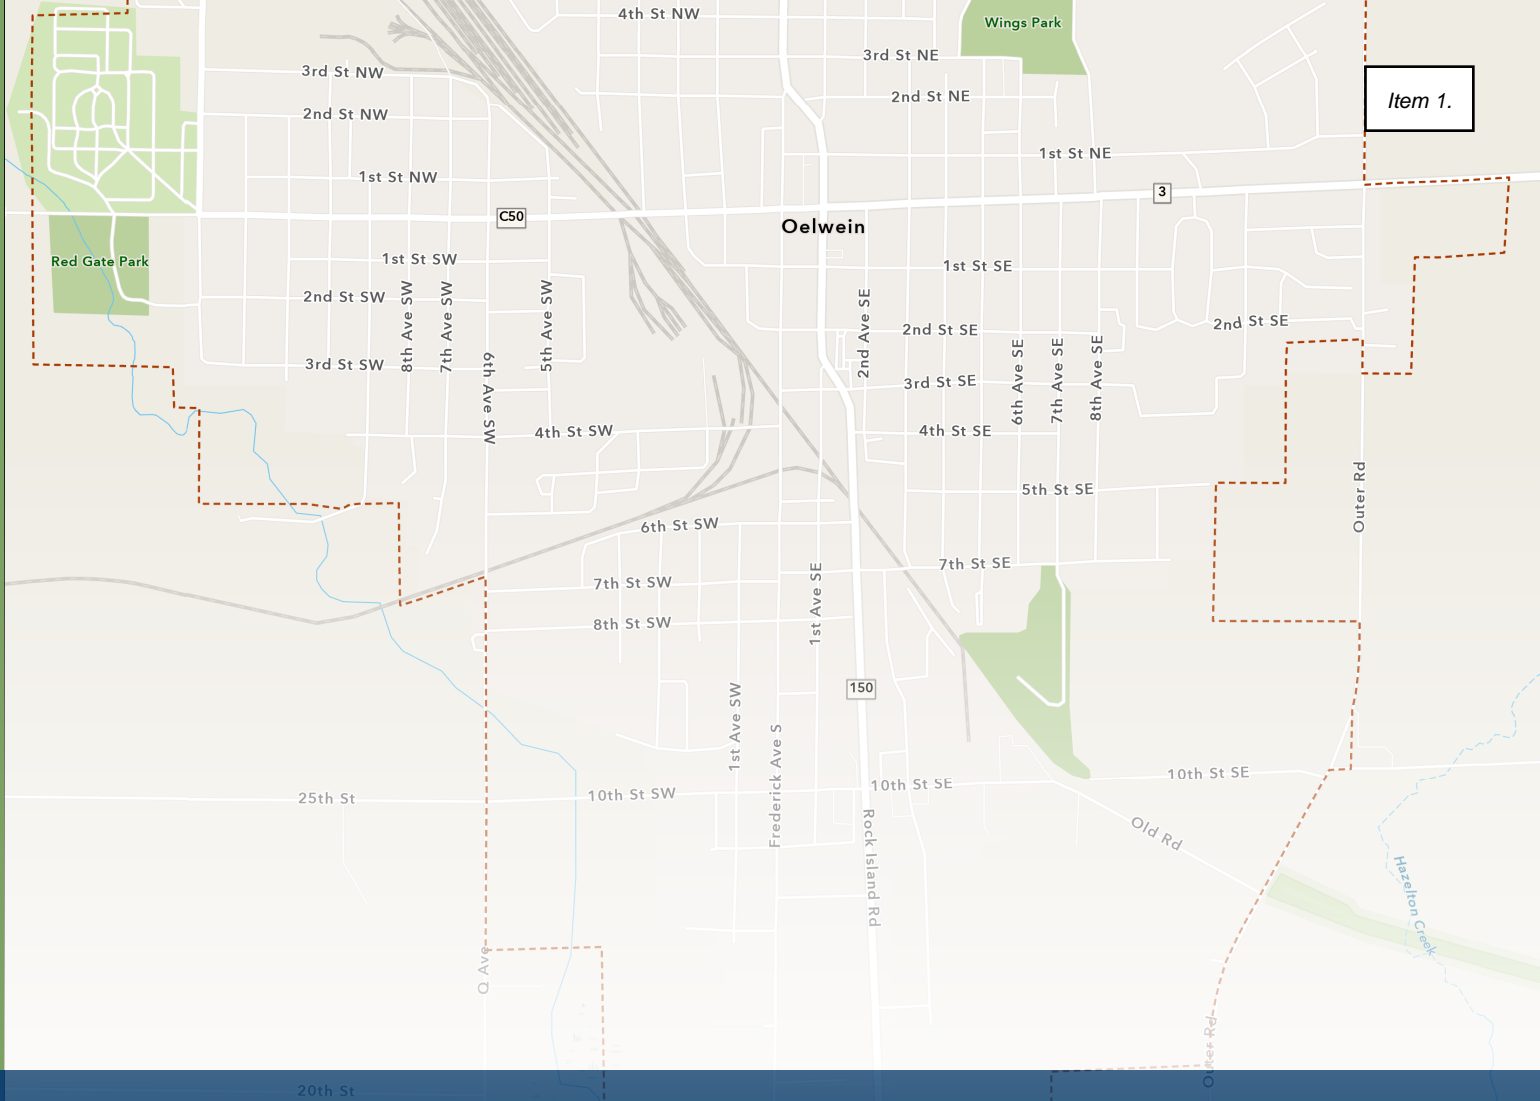 4th St NW
Wings Park
3rd St NE
3rd St NW
2nd St NE
Item 1.
2nd St NW
1st St NE
1st St NW
3
C50
Oelwein
Red Gate Park
1st St SW
1st St SE
2nd St SW
8th Ave SW
7th Ave SW
5th Ave SW
2nd Ave SE
2nd St SE
2nd St SE
3rd St SW
6th Ave SW
3rd St SE
6th Ave SE
7th Ave SE
8th Ave SE
4th St SW
4th St SE
5th St SE
Outer Rd
6th St SW
7th St SE
7th St SW
1st Ave SE
8th St SW
150
1st Ave SW
Frederick Ave S
10th St SE
10th St SE
25th St
10th St SW
Rock Island Rd
Old Rd
Hazelton Creek
Q Ave
Outer Rd
20th St